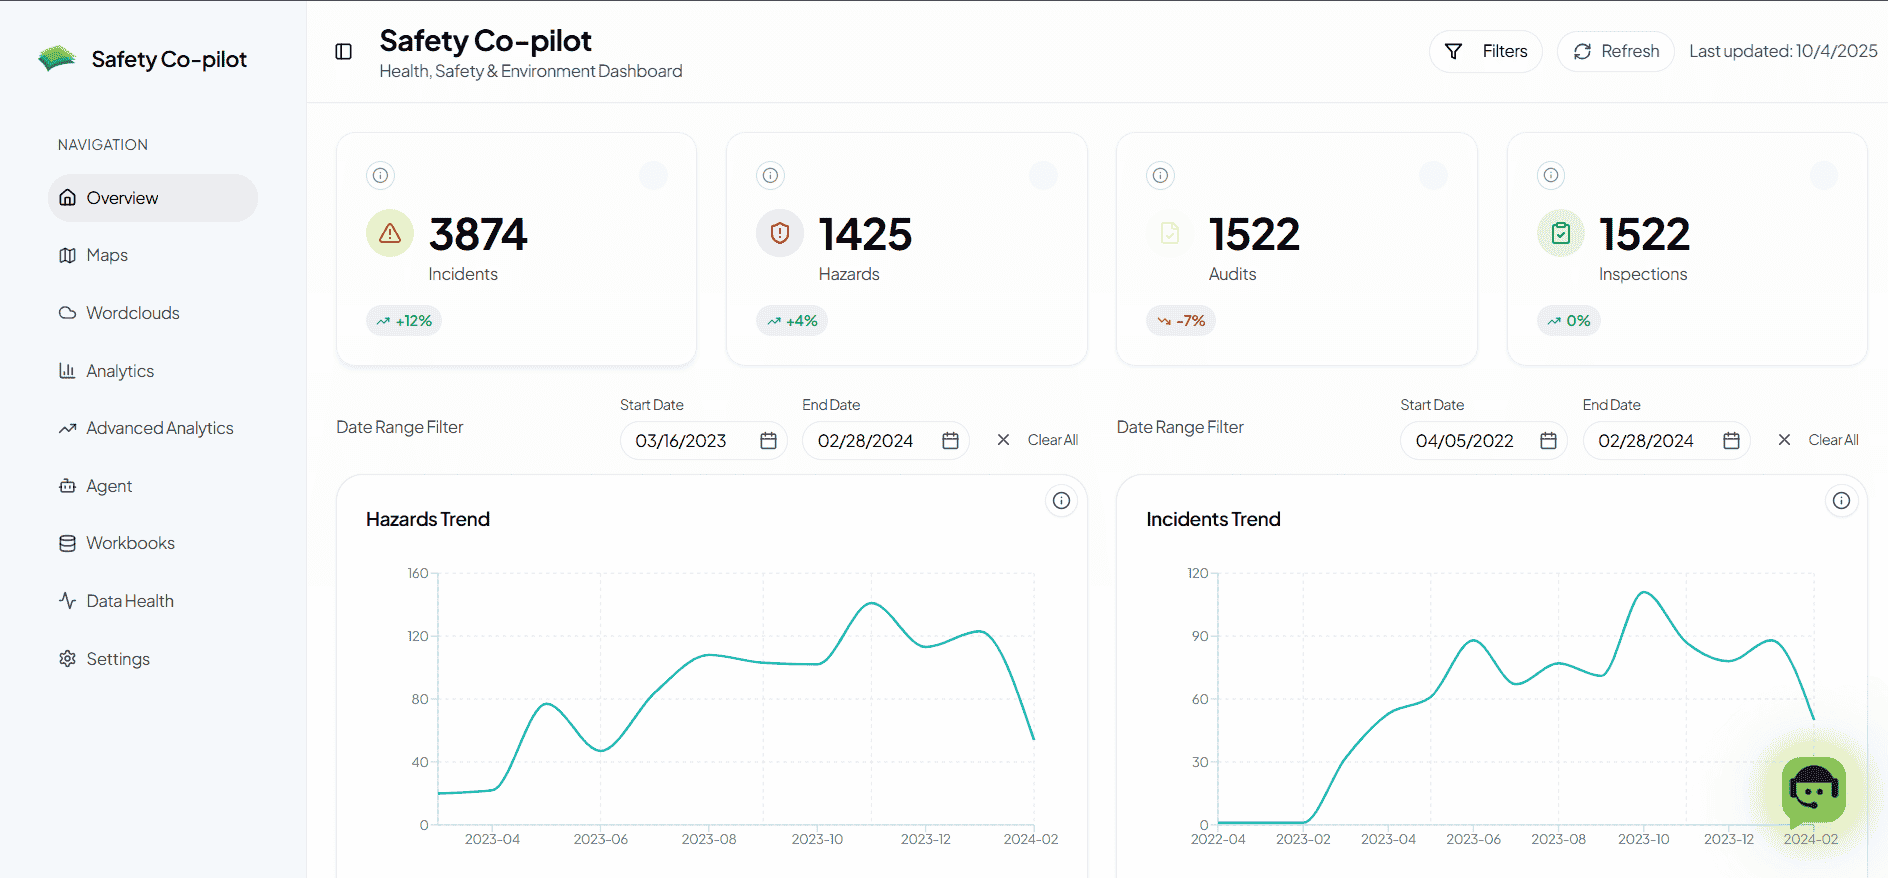 Safety Co-pilot
NAVIGATION
Overview
Maps
Wordclouds
Analytics
Advanced Analytics
Agent
Workbooks
Data Health
Settings
Safety Co-pilot
Health, Safety & Environment Dashboard
Filters
Refresh
Last updated: 10/4/2025
3874
Incidents
+12%
1425
Hazards
+4%
1522
Audits
-7%
1522
Inspections
0%
Date Range Filter
Start Date
03/16/2023
End Date
02/28/2024
Clear All
Date Range Filter
Start Date
04/05/2022
End Date
02/28/2024
Clear All
Hazards Trend
160
120
80
40
0
2023-04 2023-06 2023-08 2023-10 2023-12 2024-02
Incidents Trend
120
90
60
30
0
2022-04 2023-02 2023-04 2023-06 2023-08 2023-10 2023-12 2024-02